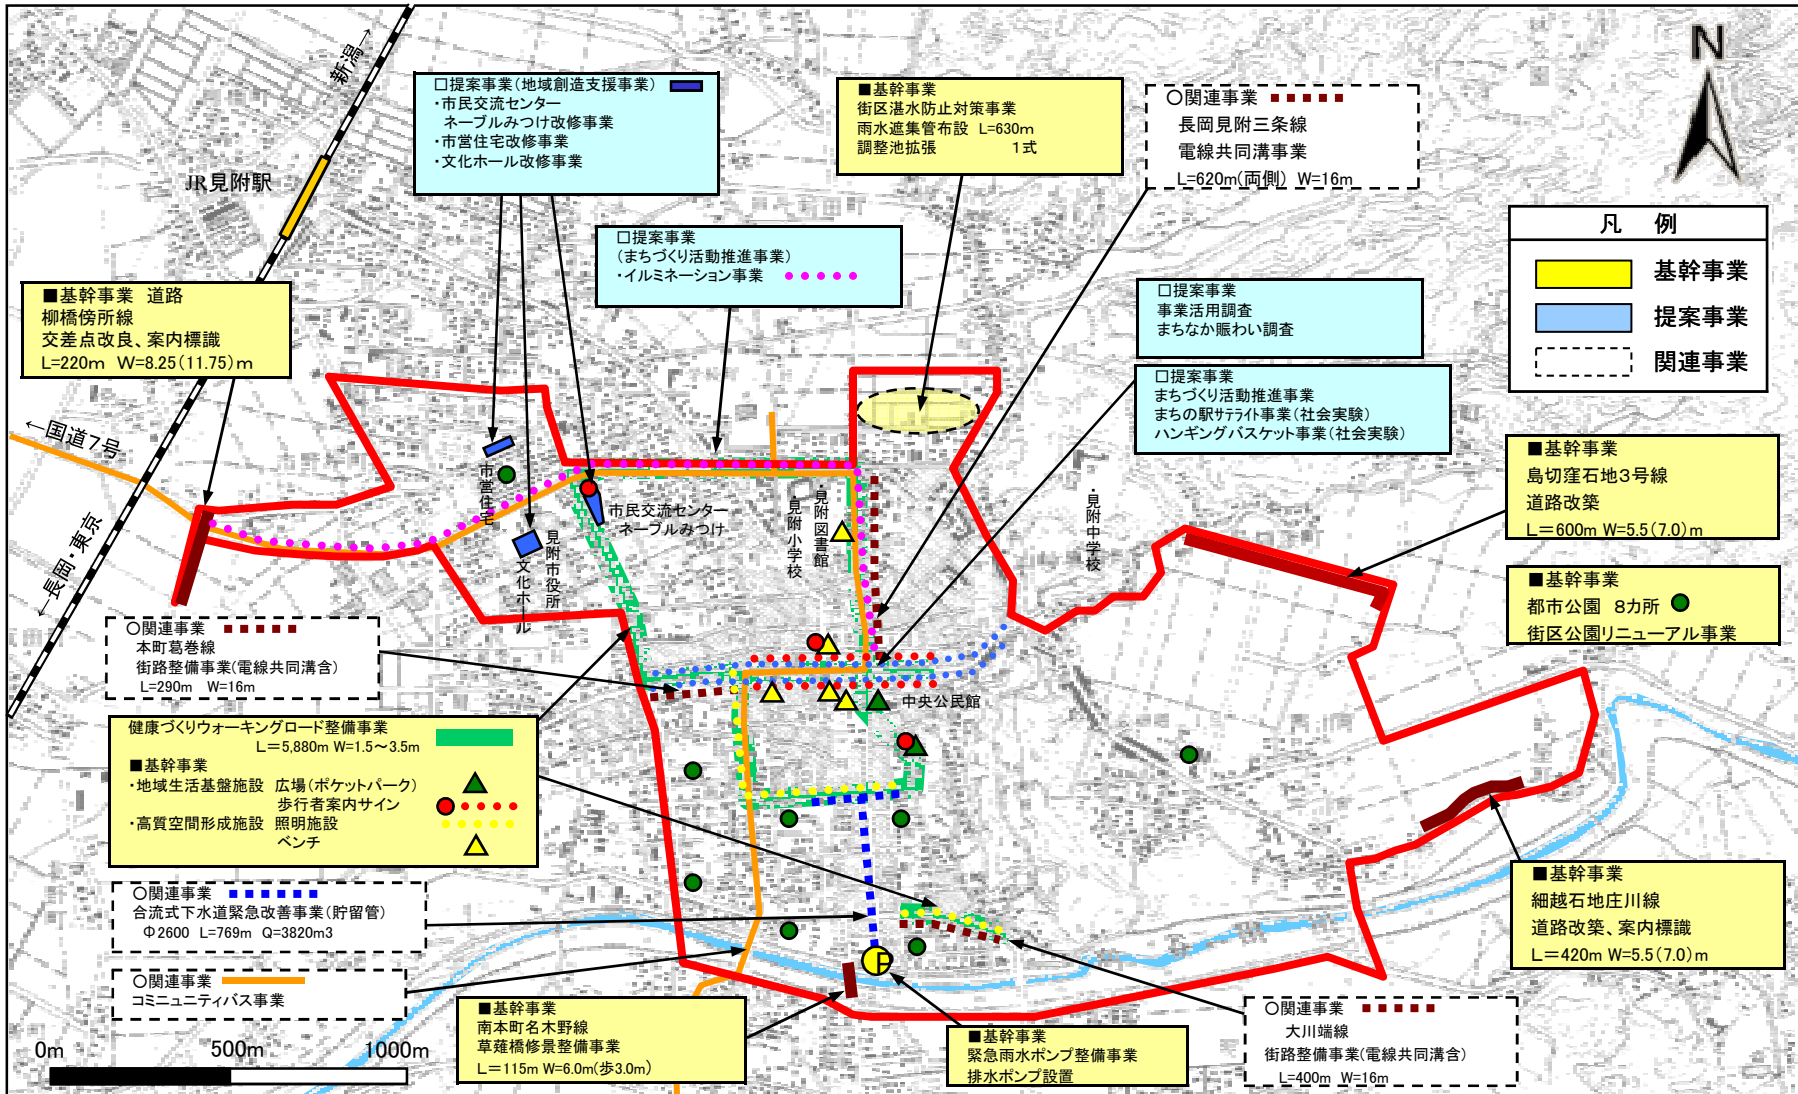 新潟→
JR見附駅
□提案事業(地域創造支援事業)
・市民交流センター
ネーブルみつけ改修事業
・市営住宅改修事業
・文化ホール改修事業
■基幹事業
街区湛水防止対策事業
雨水遮集管布設 L=630m
調整池拡張 1式
○関連事業
長岡見附三条線
電線共同溝事業
L=620m(両側) W=16m
N
凡 例
基幹事業
提案事業
関連事業
□提案事業
(まちづくり活動推進事業)
・イルミネーション事業
■基幹事業 道路
柳橋傍所線
交差点改良、案内標識
L=220m W=8.25(11.75)m
□提案事業
事業活用調査
まちなか賑わい調査
□提案事業
まちづくり活動推進事業
まちの駅サテライト事業(社会実験)
ハンギングバスケット事業(社会実験)
←国道7号
←長岡・東京
市営住宅
市民交流センター
ネーブルみつけ
見附市役所
文化ホール
・見附小学校
見附図書館
・見附中学校
中央公民館
■基幹事業
島切窪石地3号線
道路改築
L=600m W=5.5(7.0)m
■基幹事業
都市公園 8カ所
街区公園リニューアル事業
○関連事業
本町葛巻線
街路整備事業(電線共同溝含)
L=290m W=16m
健康づくりウォーキングロード整備事業
L=5,880m W=1.5~3.5m
■基幹事業
・地域生活基盤施設 広場(ポケットパーク)
歩行者案内サイン
・高質空間形成施設 照明施設
ベンチ
○関連事業
合流式下水道緊急改善事業(貯留管)
Φ2600 L=769m Q=3820m3
○関連事業
コミニュニティバス事業
P
■基幹事業
細越石地庄川線
道路改築、案内標識
L=420m W=5.5(7.0)m
■基幹事業
南本町名木野線
草薙橋修景整備事業
L=115m W=6.0m(歩3.0m)
■基幹事業
緊急雨水ポンプ整備事業
排水ポンプ設置
○関連事業
大川端線
街路整備事業(電線共同溝含)
L=400m W=16m
0m 500m 1000m